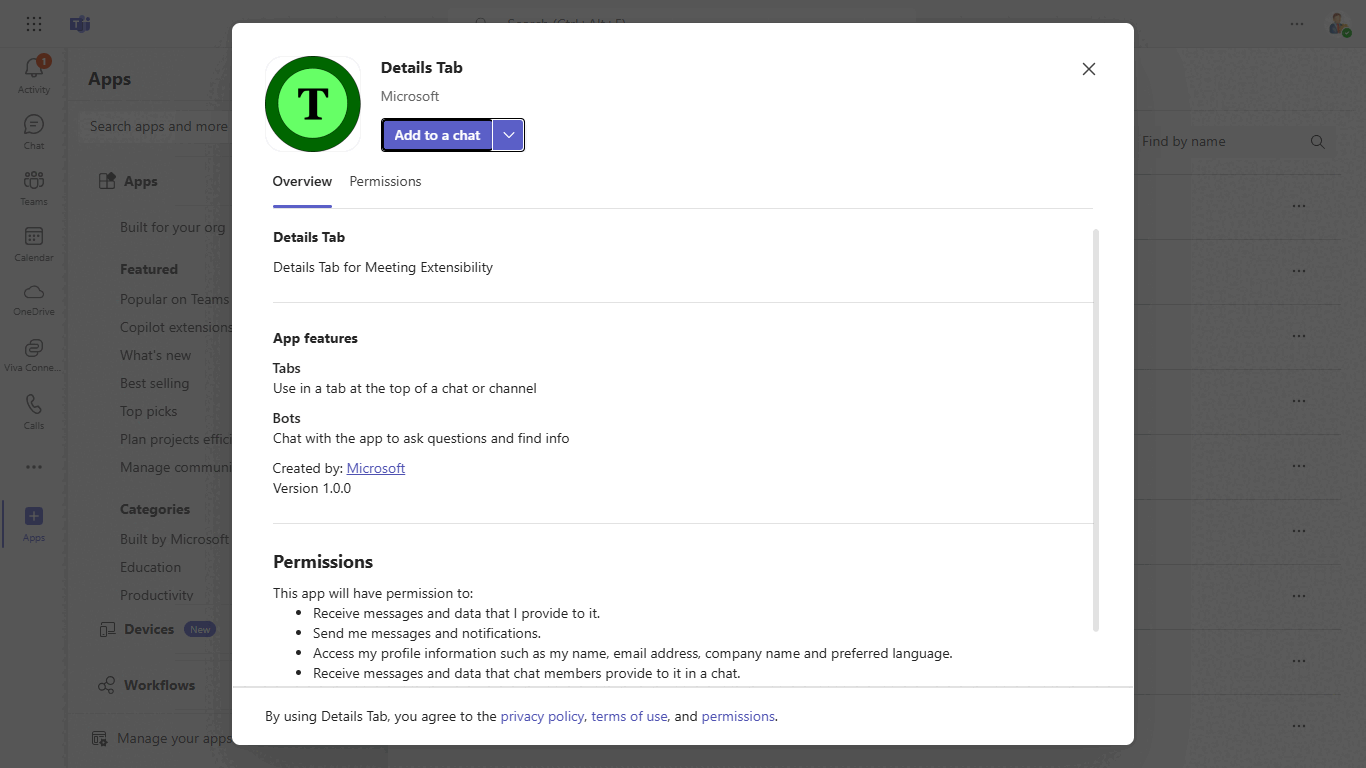 Search (Ctrl+Alt+E)
T
Details Tab
Microsoft
Add to a chat
Overview
Permissions
Details Tab
Details Tab for Meeting Extensibility
App features
Tabs
Use in a tab at the top of a chat or channel
Bots
Chat with the app to ask questions and find info
Created by: Microsoft
Version 1.0.0
Permissions
This app will have permission to:
Receive messages and data that I provide to it.
Send me messages and notifications.
Access my profile information such as my name, email address, company name and preferred language.
Receive messages and data that chat members provide to it in a chat.
By using Details Tab, you agree to the privacy policy, terms of use, and permissions.
1
Activity
Chat
Teams
Calendar
OneDrive
Viva Conne...
Calls
Apps
Apps
Search apps and more
Apps
Built for your org
Featured
Popular on Teams
Copilot extensions
What's new
Best selling
Top picks
Plan projects effici
Manage communi
Categories
Built by Microsoft
Education
Productivity
Devices New
Workflows
Manage your apps
Find by name